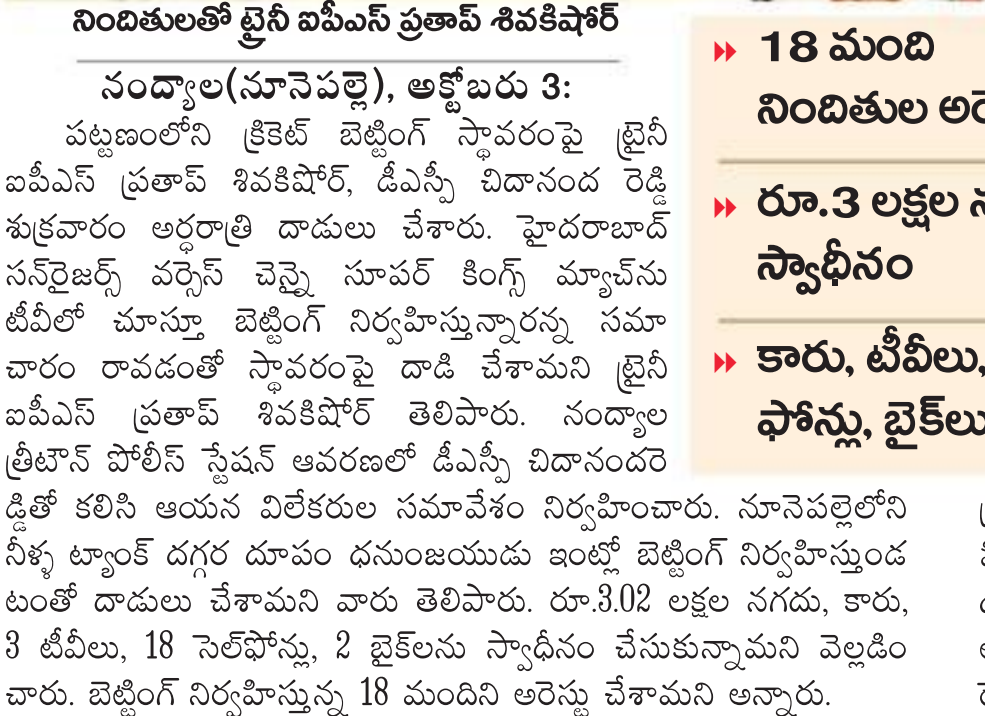 నిందితులతో ట్రైనీ ఐపీఎస్ ప్రతాప్ శివకిషోర్
నంద్యాల(నూనెపల్లె), అక్టోబరు 3:
పట్టణంలోని క్రికెట్ బెట్టింగ్ స్థావరంపై ట్రైనీ
ఐపీఎస్ ప్రతాప్ శివకిషోర్, డీఎస్పీ చిదానంద రెడ్డి
శుక్రవారం అర్ధరాత్రి దాడులు చేశారు. హైదరాబాద్
సన్‌రైజర్స్ వర్సెస్ చెన్నై సూపర్ కింగ్స్ మ్యాచ్‌ను
టీవీలో చూస్తూ బెట్టింగ్ నిర్వహిస్తున్నారన్న సమా
చారం రావడంతో స్థావరంపై దాడి చేశామని ట్రైనీ
ఐపీఎస్ ప్రతాప్ శివకిషోర్ తెలిపారు. నంద్యాల
త్రీటౌన్ పోలీస్ స్టేషన్ ఆవరణలో డీఎస్పీ చిదానందరె
డ్డితో కలిసి ఆయన విలేకరుల సమావేశం నిర్వహించారు. నూనెపల్లెలోని
నీళ్ళ ట్యాంక్ దగ్గర దూపం ధనుంజయుడు ఇంట్లో బెట్టింగ్ నిర్వహిస్తుండ
టంతో దాడులు చేశామని వారు తెలిపారు. రూ.3.02 లక్షల నగదు, కారు,
3 టీవీలు, 18 సెల్‌ఫోన్లు, 2 బైక్‌లను స్వాధీనం చేసుకున్నామని వెల్లడిం
చారు. బెట్టింగ్ నిర్వహిస్తున్న 18 మందిని అరెస్టు చేశామని అన్నారు.
18 మంది
నిందితుల
రూ.3 లక్షల
స్వాధీనం
కారు, టీవీలు,
ఫోన్లు, బైక్‌లు